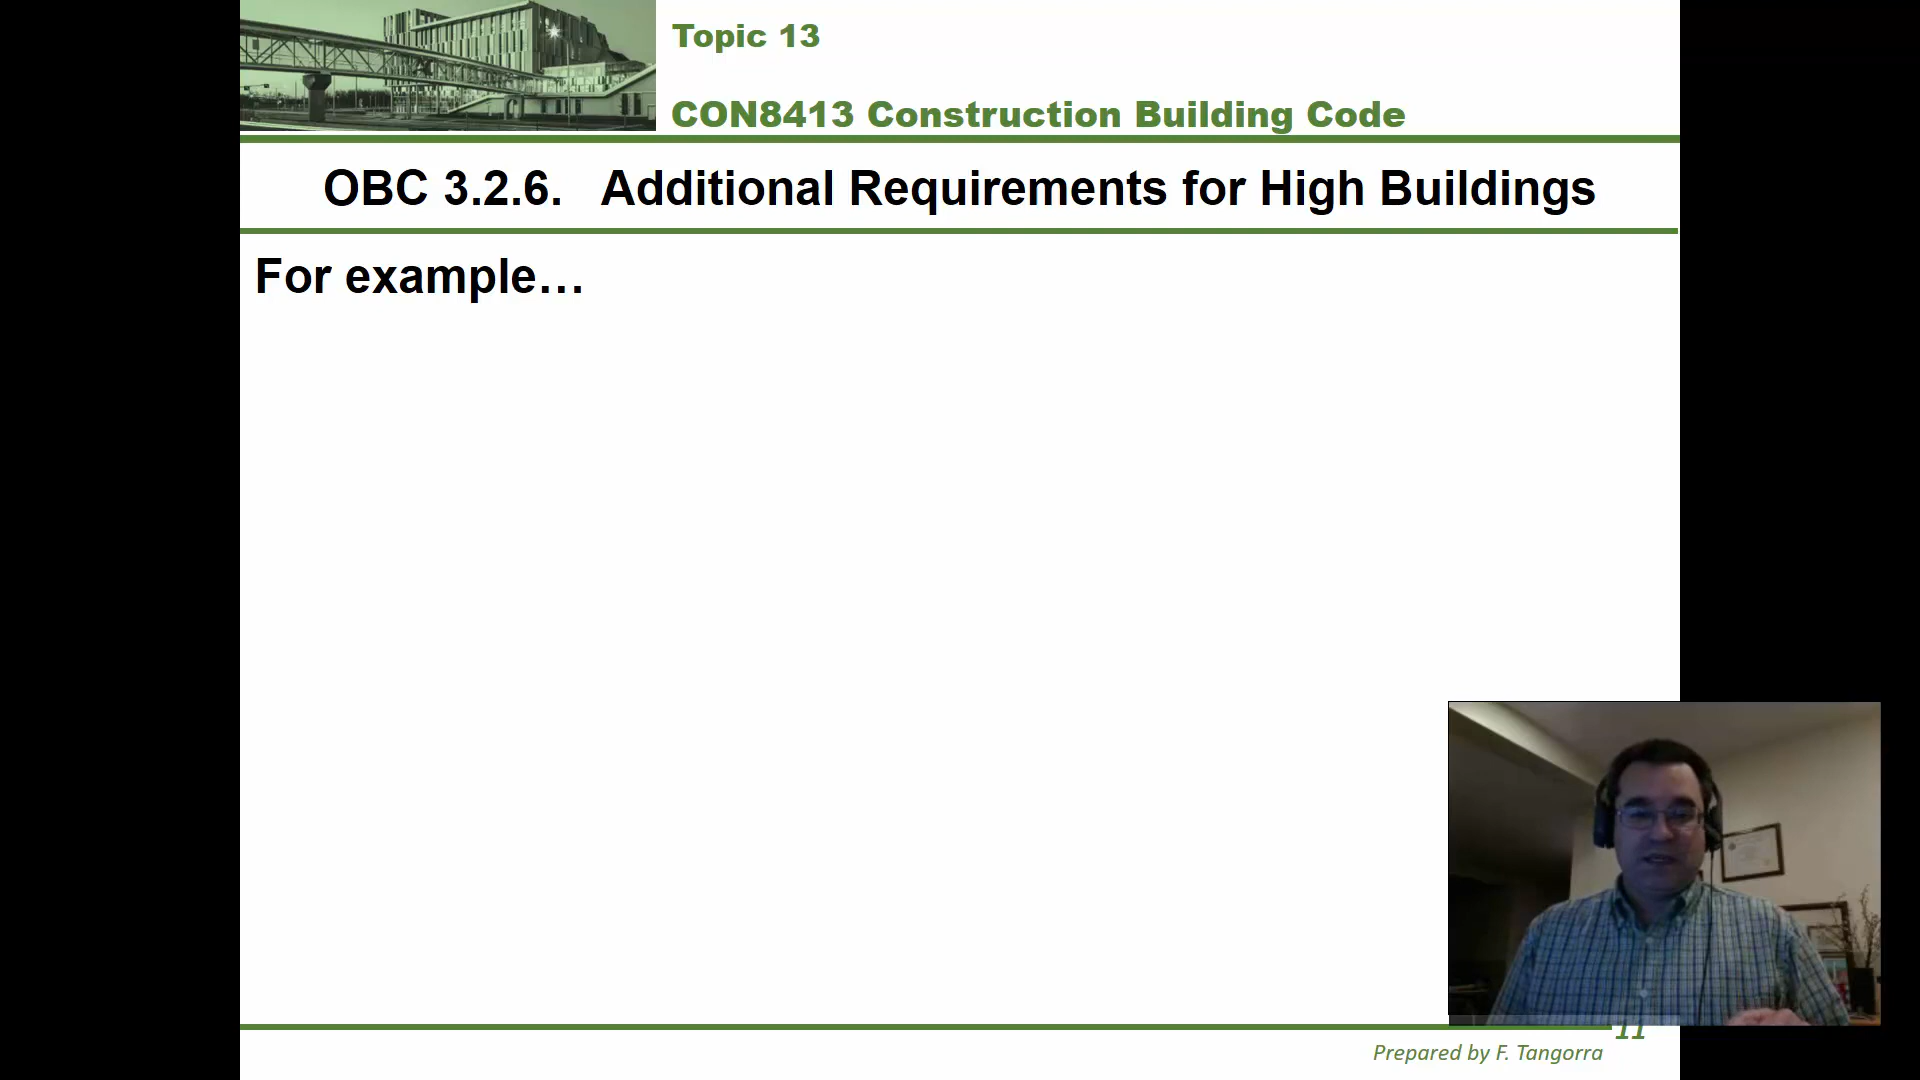 Topic 13
CON8413 Construction Building Code
OBC 3.2.6. Additional Requirements for High Buildings
For example…
11
Prepared by F. Tangorra